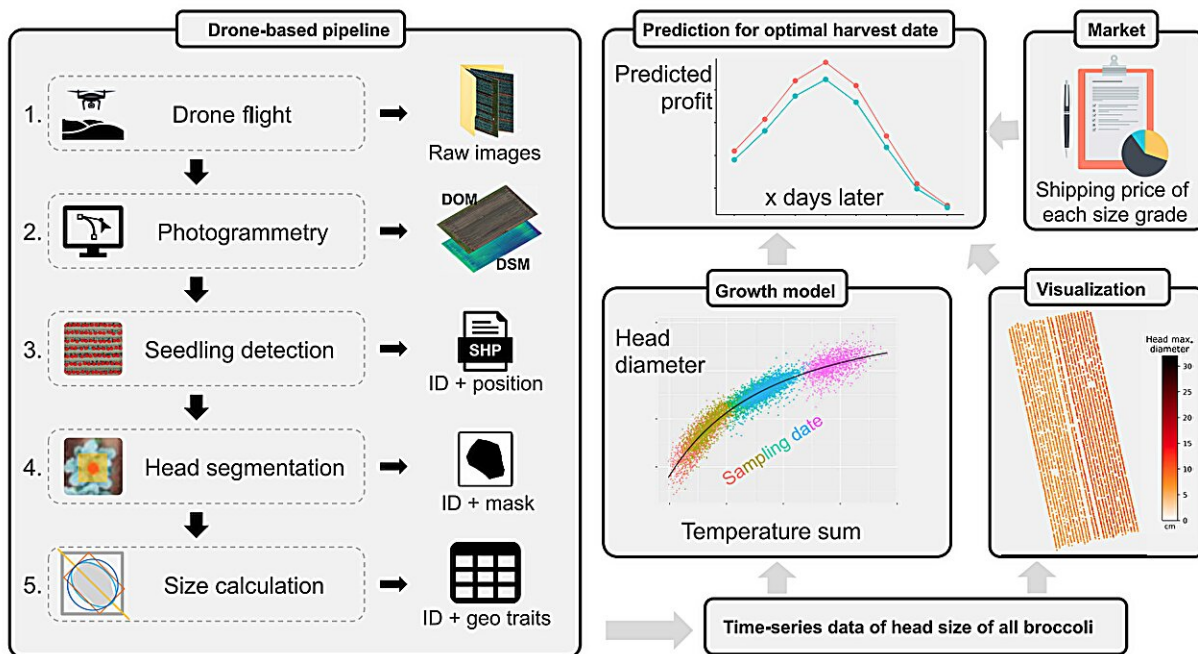 Drone-based pipeline
1.
Drone flight
Raw images
2.
Photogrammetry
DOM
DSM
3.
Seedling detection
SHP
ID + position
4.
Head segmentation
ID + mask
5.
Size calculation
ID + geo traits
Prediction for optimal harvest date
Predicted
profit
x days later
Market
Shipping price of
each size grade
Growth model
Head
diameter
Sampling date
Temperature sum
Visualization
Head max.
diameter
30
25
20
15
10
5
0
cm
Time-series data of head size of all broccoli